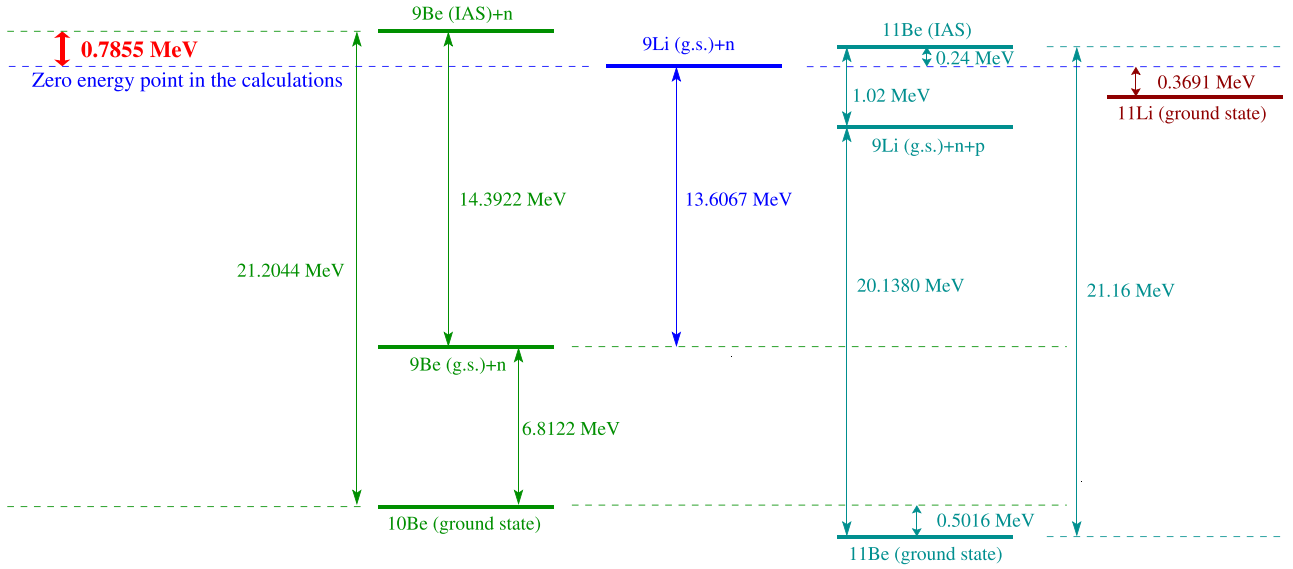 9Be (IAS)+n
0.7855 MeV
Zero energy point in the calculations
9Li (g.s.)+n
11Be (IAS)
0.24 MeV
1.02 MeV
0.3691 MeV
11Li (ground state)
9Li (g.s.)+n+p
14.3922 MeV
13.6067 MeV
21.2044 MeV
20.1380 MeV
21.16 MeV
9Be (g.s.)+n
6.8122 MeV
10Be (ground state)
0.5016 MeV
11Be (ground state)